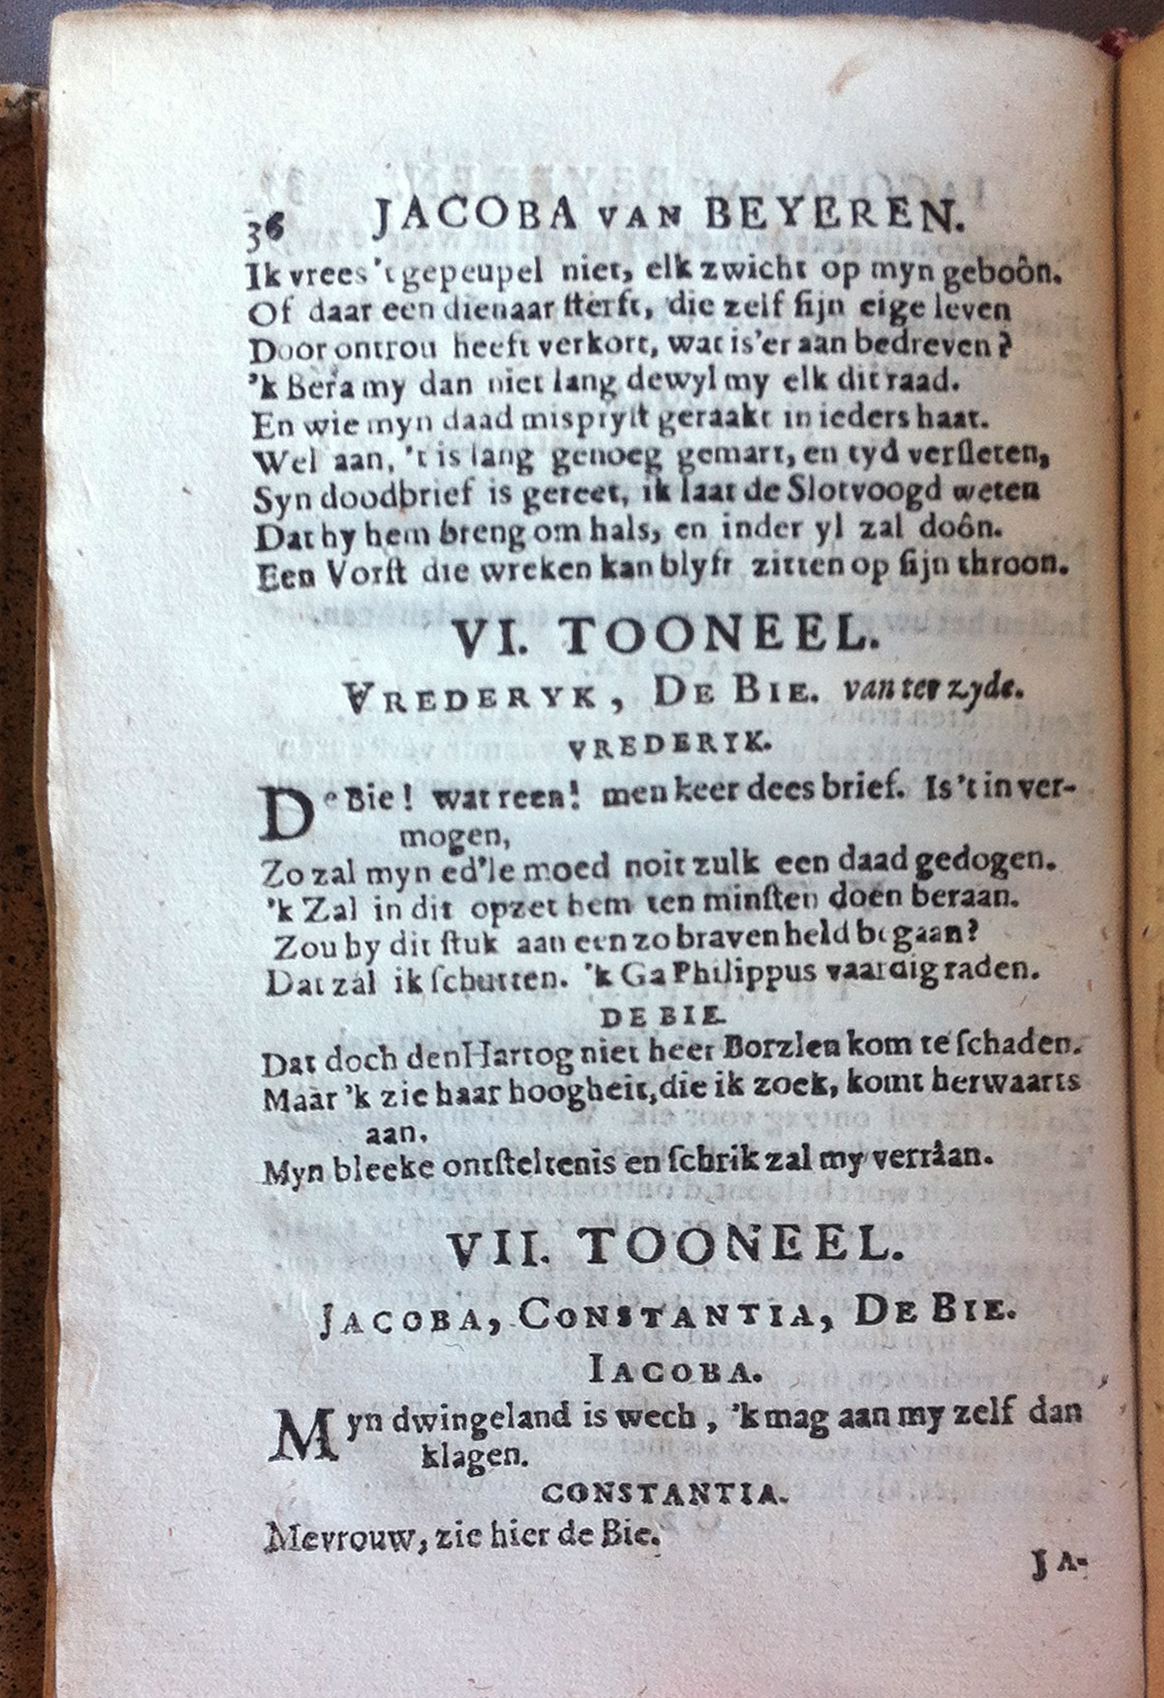 36 JACOBA VAN BEYEREN.
Ik vrees 't gepeupel niet, elk zwicht op myn geboôn.
Of daar een dienaar sterft, die zelf sijn eige leven
Door ontrou heeft verkort, wat is'er aan bedreven?
'k Bera my dan niet lang dewyl my elk dit raad.
En wie myn daad mispryst geraakt in ieders haat.
Wel aan, 't is lang genoeg gemart, en tyd versleten,
Syn doodbrief is gereet, ik laat de Slotvoogd weten
Dat hy hem breng om hals, en inder yl zal doôn.
Een Vorst die wreken kan blyft zitten op sijn throon.
VI. TOONEEL.
VREDERYK, DE BIE. van ter zyde.
VREDERYK.
De Bie! wat reen! men keer dees brief. Is 't in ver-
mogen,
Zo zal myn ed'le moed noit zulk een daad gedogen.
'k Zal in dit opzet hem ten minsten doen beraan.
Zou hy dit stuk aan een zo braven held begaan?
Dat zal ik schutten. 'k Ga Philippus vaardig raden.
DE BIE.
Dat doch den Hartog niet heer Borzlen kom te schaden.
Maar 'k zie haar hoogheit, die ik zoek, komt herwaarts
aan.
Myn bleeke ontsteltenis en schrik zal my verräan.
VII. TOONEEL.
JACOBA, CONSTANTIA, DE BIE.
IACOBA.
Myn dwingeland is wech, 'k mag aan my zelf dan
klagen.
CONSTANTIA.
Mevrouw, zie hier de Bie.
JA-